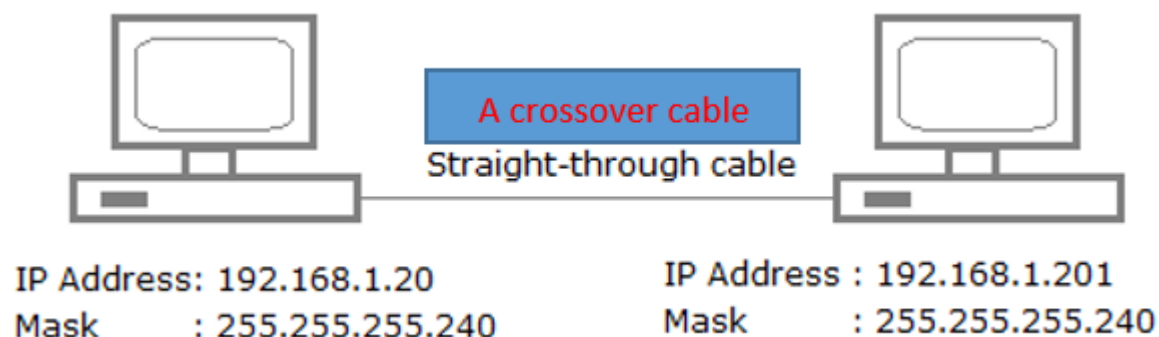 A crossover cable
Straight-through cable
IP Address: 192.168.1.20
Mask : 255.255.255.240
IP Address : 192.168.1.201
Mask : 255.255.255.240